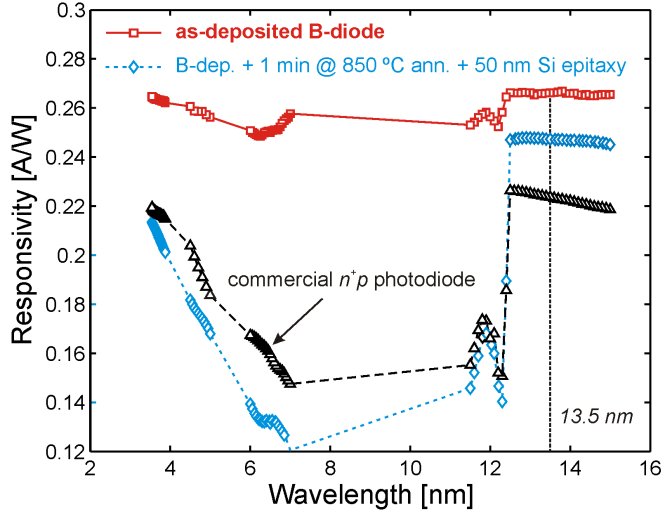 0.3
0.28
0.26
0.24
0.22
0.2
0.18
0.16
0.14
0.12
Responsivity [A/W]
as-deposited B-diode
B-dep. + 1 min @ 850 ºC ann. + 50 nm Si epitaxy
commercial n⁺p photodiode
13.5 nm
2 4 6 8 10 12 14 16
Wavelength [nm]